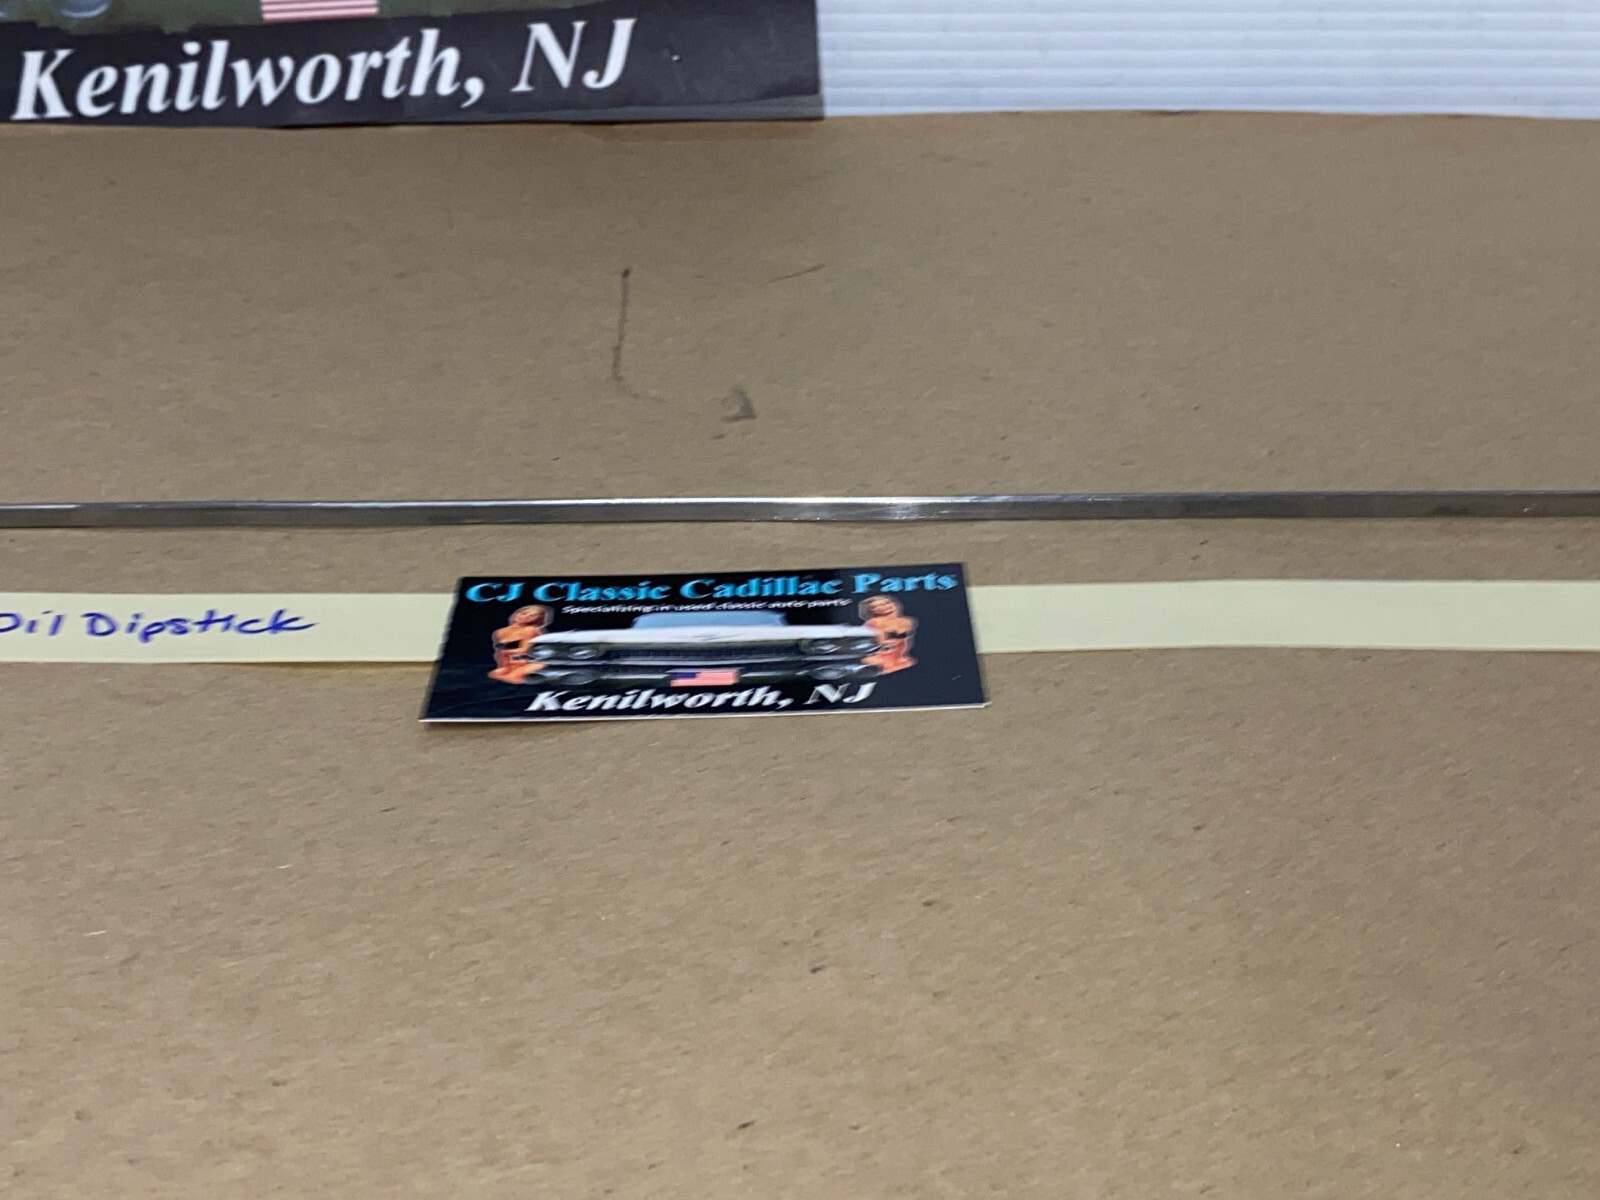 Kenilworth, NJ
Oil Dipstick
CJ Classic Cadillac Parts
Specializing in used classic auto parts
Kenilworth, NJ